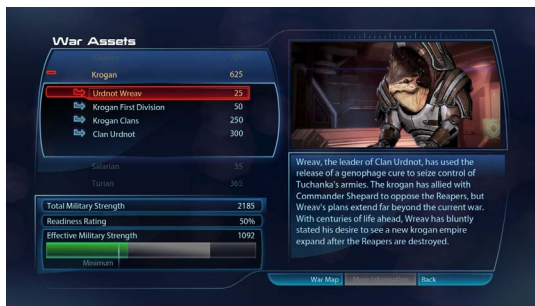 War Assets
Krogan 625
Urdnot Wreav 25
Krogan First Division 50
Krogan Clans 250
Clan Urdnot 300
Salarian 35
Turian 365
Total Military Strength 2185
Readiness Rating 50%
Effective Military Strength 1092
Minimum
Wreav, the leader of Clan Urdnot, has used the
release of a genophage cure to seize control of
Tuchanka's armies. The krogan has allied with
Commander Shepard to oppose the Reapers, but
Wreav's plans extend far beyond the current war.
With centuries of life ahead, Wreav has bluntly
stated his desire to see a new krogan empire
expand after the Reapers are destroyed.
War Map More Information Back